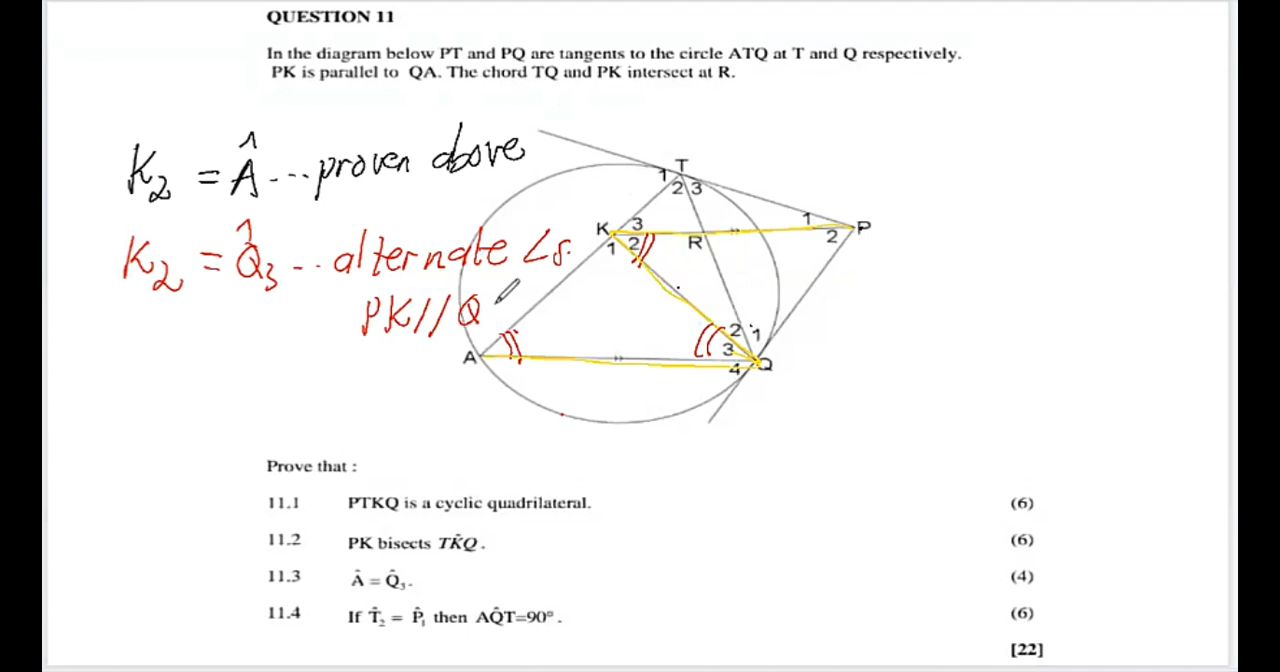 QUESTION 11
In the diagram below PT and PQ are tangents to the circle ATQ at T and Q respectively.
PK is parallel to QA. The chord TQ and PK intersect at R.
K₂ = Â ... proven above
K₂ = Q̂₃ ... alternate ∠s.
PK//Q
T
1
2 3
K 3
1 2
R
1
2
P
2 1
3
4
A
Q
Prove that :
11.1 PTKQ is a cyclic quadrilateral. (6)
11.2 PK bisects TK̂Q . (6)
11.3 Â = Q̂₃. (4)
11.4 If T̂₂ = P̂₁ then AQ̂T=90° . (6)
[22]